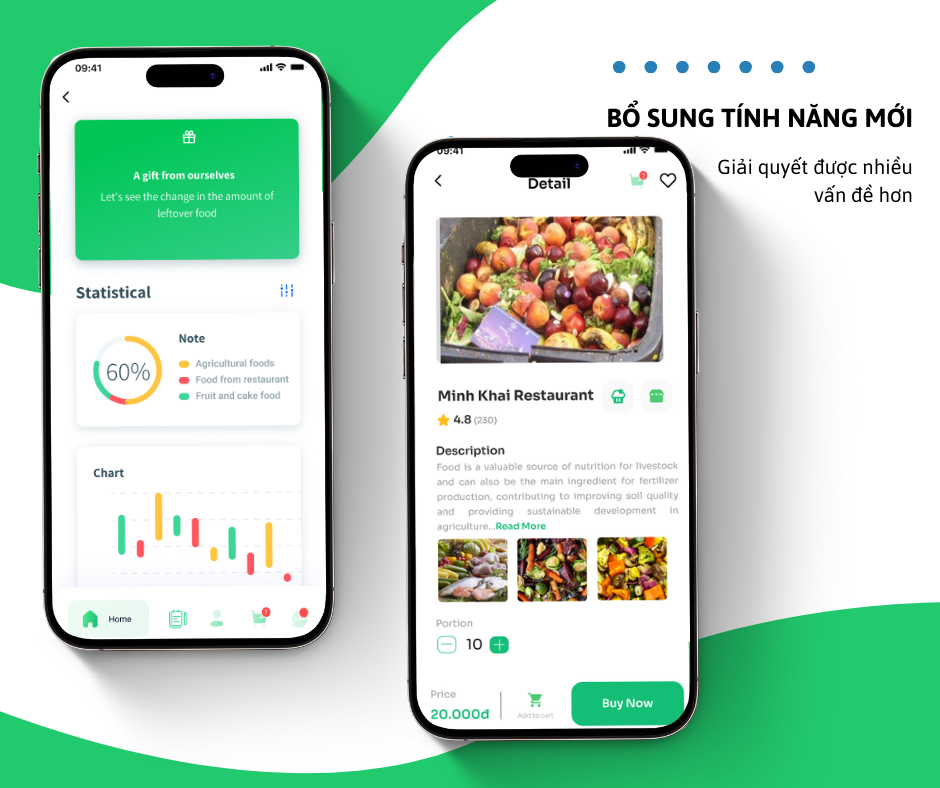 BỔ SUNG TÍNH NĂNG MỚI
Giải quyết được nhiều
vấn đề hơn
09:41
A gift from ourselves
Let's see the change in the amount of
leftover food
Statistical
60%
Note
Agricultural foods
Food from restaurant
Fruit and cake food
Chart
Home
7
09:41
Detail
7
Minh Khai Restaurant
4.8 (230)
Description
Food is a valuable source of nutrition for livestock
and can also be the main ingredient for fertilizer
production, contributing to improving soil quality
and providing sustainable development in
agriculture...Read More
Portion
10
Price
20.000đ
Add to cart
Buy Now